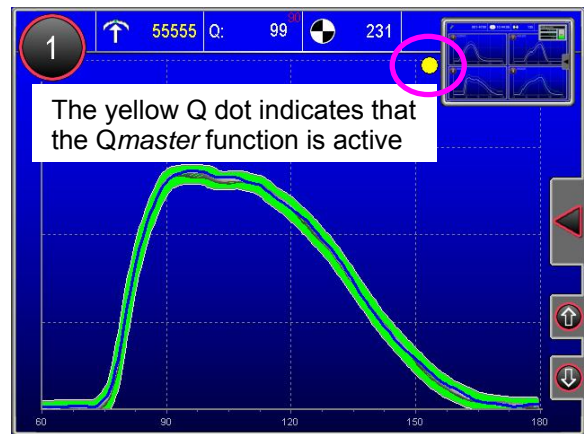 1
55555 Q: 99 90 231
The yellow Q dot indicates that
the Qmaster function is active
60 90 120 150 180